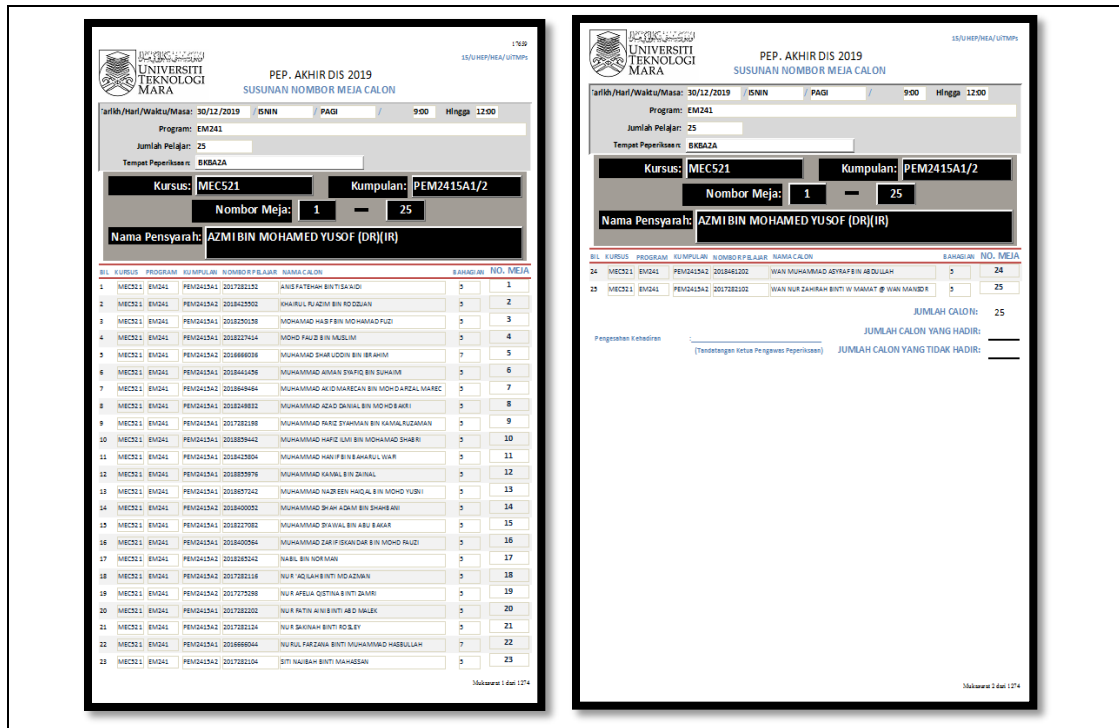 17639
15/UHEP/HEA/UiTMPs
UNIVERSITI
TEKNOLOGI
MARA
PEP. AKHIR DIS 2019
SUSUNAN NOMBOR MEJA CALON
Tarikh/Hari/Waktu/Masa: 30/12/2019 / ISNIN / PAGI / 9:00 Hingga 12:00
Program: EM241
Jumlah Pelajar: 25
Tempat Peperiksaan: BKBA2A
Kursus: MEC521 Kumpulan: PEM2415A1/2
Nombor Meja: 1 — 25
Nama Pensyarah: AZMI BIN MOHAMED YUSOF (DR)(IR)
BIL KURSUS PROGRAM KUMPULAN NOMBOR PELAJAR NAMA CALON BAHAGIAN NO. MEJA
1 MEC521 EM241 PEM2415A2 2017282152 ANIS FATEHAH BINTI SA'AIDI 5 1
2 MEC521 EM241 PEM2415A2 2018425502 KHAIRUL FUAZIM BIN RODZUAN 5 2
3 MEC521 EM241 PEM2415A1 2018250158 MOHAMAD HASIF BIN MOHAMAD FUZI 5 3
4 MEC521 EM241 PEM2415A1 2018227414 MOHD FAUZI BIN MUSLIM 5 4
5 MEC521 EM241 PEM2415A2 2016666036 MUHAMAD SHARUDDIN BIN IBRAHIM 7 5
6 MEC521 EM241 PEM2415A1 2018441456 MUHAMMAD AIMAN SYAFIQ BIN SUHAIMI 5 6
7 MEC521 EM241 PEM2415A2 2018649464 MUHAMMAD AKID MARECAN BIN MOHD AFIZAL MAREC 5 7
8 MEC521 EM241 PEM2415A2 2018249832 MUHAMMAD AZAD DANIAL BIN MOHD BAKRI 5 8
9 MEC521 EM241 PEM2415A1 2017282198 MUHAMMAD FARIZ SYAHMAN BIN KAMALRUZAMAN 5 9
10 MEC521 EM241 PEM2415A1 2018859442 MUHAMMAD HAFIZ ILMI BIN MOHAMAD SHABRI 5 10
11 MEC521 EM241 PEM2415A1 2018425804 MUHAMMAD HANIF BIN BAHARUL WARI 5 11
12 MEC521 EM241 PEM2415A1 2018855976 MUHAMMAD KAMAL BIN ZAINAL 5 12
13 MEC521 EM241 PEM2415A1 2018657242 MUHAMMAD NAZREEN HAIQAL BIN MOHD YUSNI 5 13
14 MEC521 EM241 PEM2415A2 2018400052 MUHAMMAD SHAH ADAM BIN SHAHBANI 5 14
15 MEC521 EM241 PEM2415A2 2018227082 MUHAMMAD SYAWAL BIN ABU BAKAR 5 15
16 MEC521 EM241 PEM2415A1 2018400564 MUHAMMAD ZARIF ISKANDAR BIN MOHD FAUZI 5 16
17 MEC521 EM241 PEM2415A2 2018265242 NABIL BIN NORMAN 5 17
18 MEC521 EM241 PEM2415A2 2017282116 NUR 'AQILAH BINTI MD AZMAN 5 18
19 MEC521 EM241 PEM2415A2 2017275298 NUR AFELIA QISTINA BINTI ZAMRI 5 19
20 MEC521 EM241 PEM2415A1 2017282202 NUR FATIN AINI BINTI ABD MALEK 5 20
21 MEC521 EM241 PEM2415A2 2017282124 NUR SAKINAH BINTI ROSLEY 5 21
22 MEC521 EM241 PEM2415A1 2016666044 NURUL FARZANA BINTI MUHAMMAD HASBULLAH 7 22
23 MEC521 EM241 PEM2415A2 2017282104 SITI NAJIBAH BINTI MAHASSAN 5 23
Mukasurat 1 dari 1274
15/UHEP/HEA/UiTMPs
UNIVERSITI
TEKNOLOGI
MARA
PEP. AKHIR DIS 2019
SUSUNAN NOMBOR MEJA CALON
Tarikh/Hari/Waktu/Masa: 30/12/2019 / ISNIN / PAGI / 9:00 Hingga 12:00
Program: EM241
Jumlah Pelajar: 25
Tempat Peperiksaan: BKBA2A
Kursus: MEC521 Kumpulan: PEM2415A1/2
Nombor Meja: 1 — 25
Nama Pensyarah: AZMI BIN MOHAMED YUSOF (DR)(IR)
BIL KURSUS PROGRAM KUMPULAN NOMBOR PELAJAR NAMA CALON BAHAGIAN NO. MEJA
24 MEC521 EM241 PEM2415A2 2018461202 WAN MUHAMMAD ASYRAF BIN ABDULLAH 5 24
25 MEC521 EM241 PEM2415A2 2017282102 WAN NUR ZAHIRAH BINTI W MAMAT @ WAN MANSOR 5 25
JUMLAH CALON: 25
JUMLAH CALON YANG HADIR:
Pengesahan Kehadiran :
(Tandatangan Ketua Pengawas Peperiksaan) JUMLAH CALON YANG TIDAK HADIR:
Mukasurat 2 dari 1274